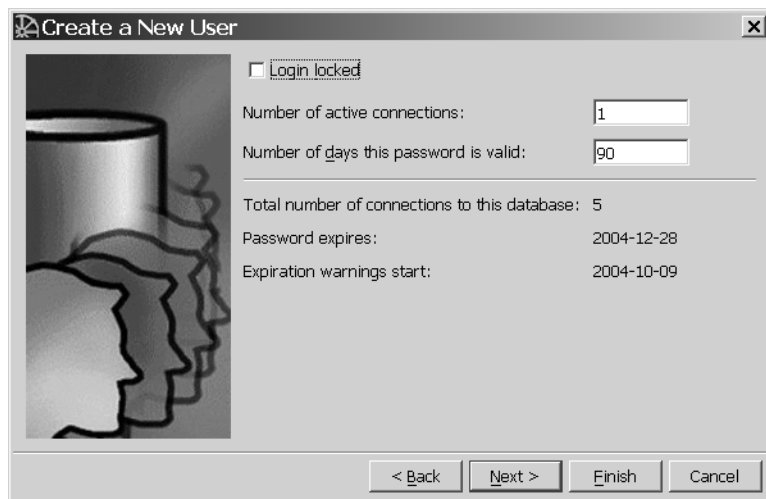 Create a New User
Login locked
Number of active connections: 1
Number of days this password is valid: 90
Total number of connections to this database: 5
Password expires: 2004-12-28
Expiration warnings start: 2004-10-09
< Back Next > Finish Cancel